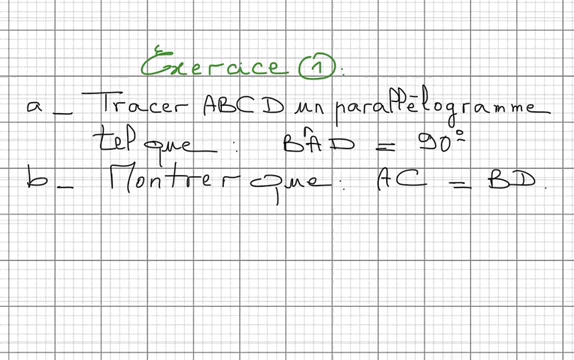 Exercice 1:
a - Tracer ABCD un parallélogramme
tel que : BÂD = 90°
b - Montrer que : AC = BD.